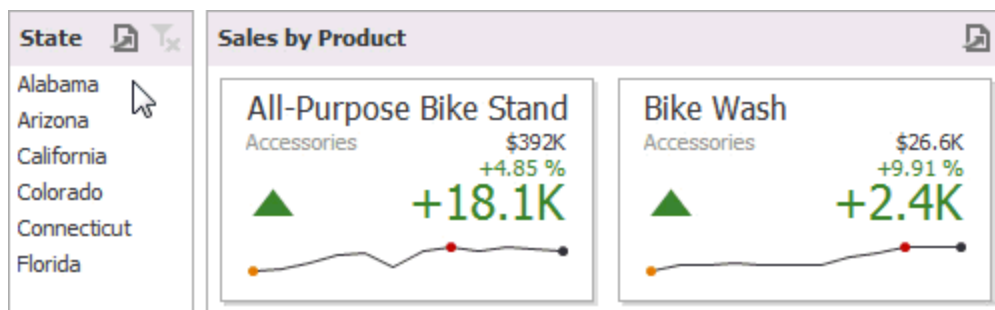 State
Alabama
Arizona
California
Colorado
Connecticut
Florida
Sales by Product
All-Purpose Bike Stand
Accessories
$392K
+4.85 %
+18.1K
Bike Wash
Accessories
$26.6K
+9.91 %
+2.4K